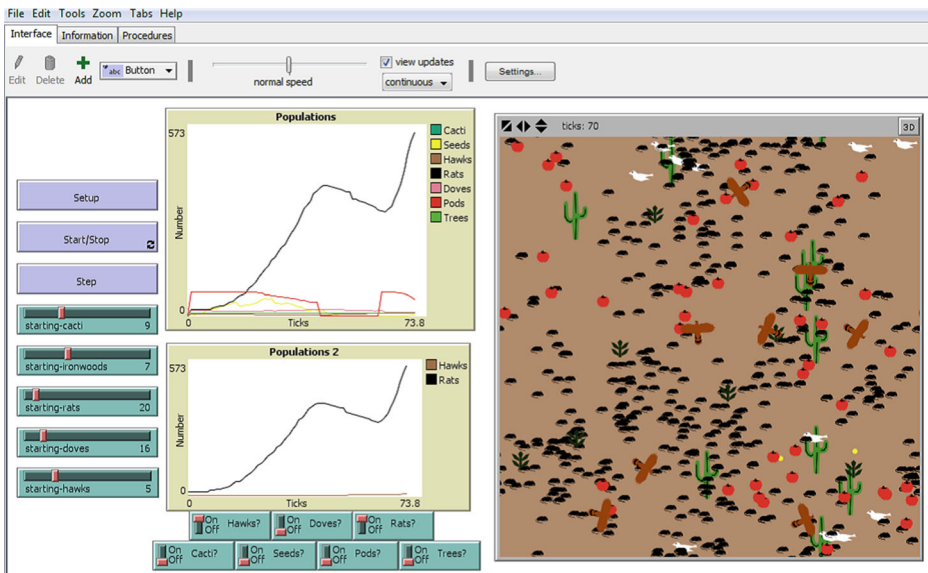 File Edit Tools Zoom Tabs Help
Interface Information Procedures
Edit Delete Add abc Button normal speed view updates continuous Settings...
Setup
Start/Stop
Step
starting-cacti 9
starting-ironwoods 7
starting-rats 20
starting-doves 16
starting-hawks 5
Populations
573
Number
0
Ticks
73.8
Cacti
Seeds
Hawks
Rats
Doves
Pods
Trees
Populations 2
573
Number
0
0
Ticks
73.8
Hawks
Rats
On Off Hawks?
On Off Doves?
On Off Rats?
On Off Cacti?
On Off Seeds?
On Off Pods?
On Off Trees?
ticks: 70
3D